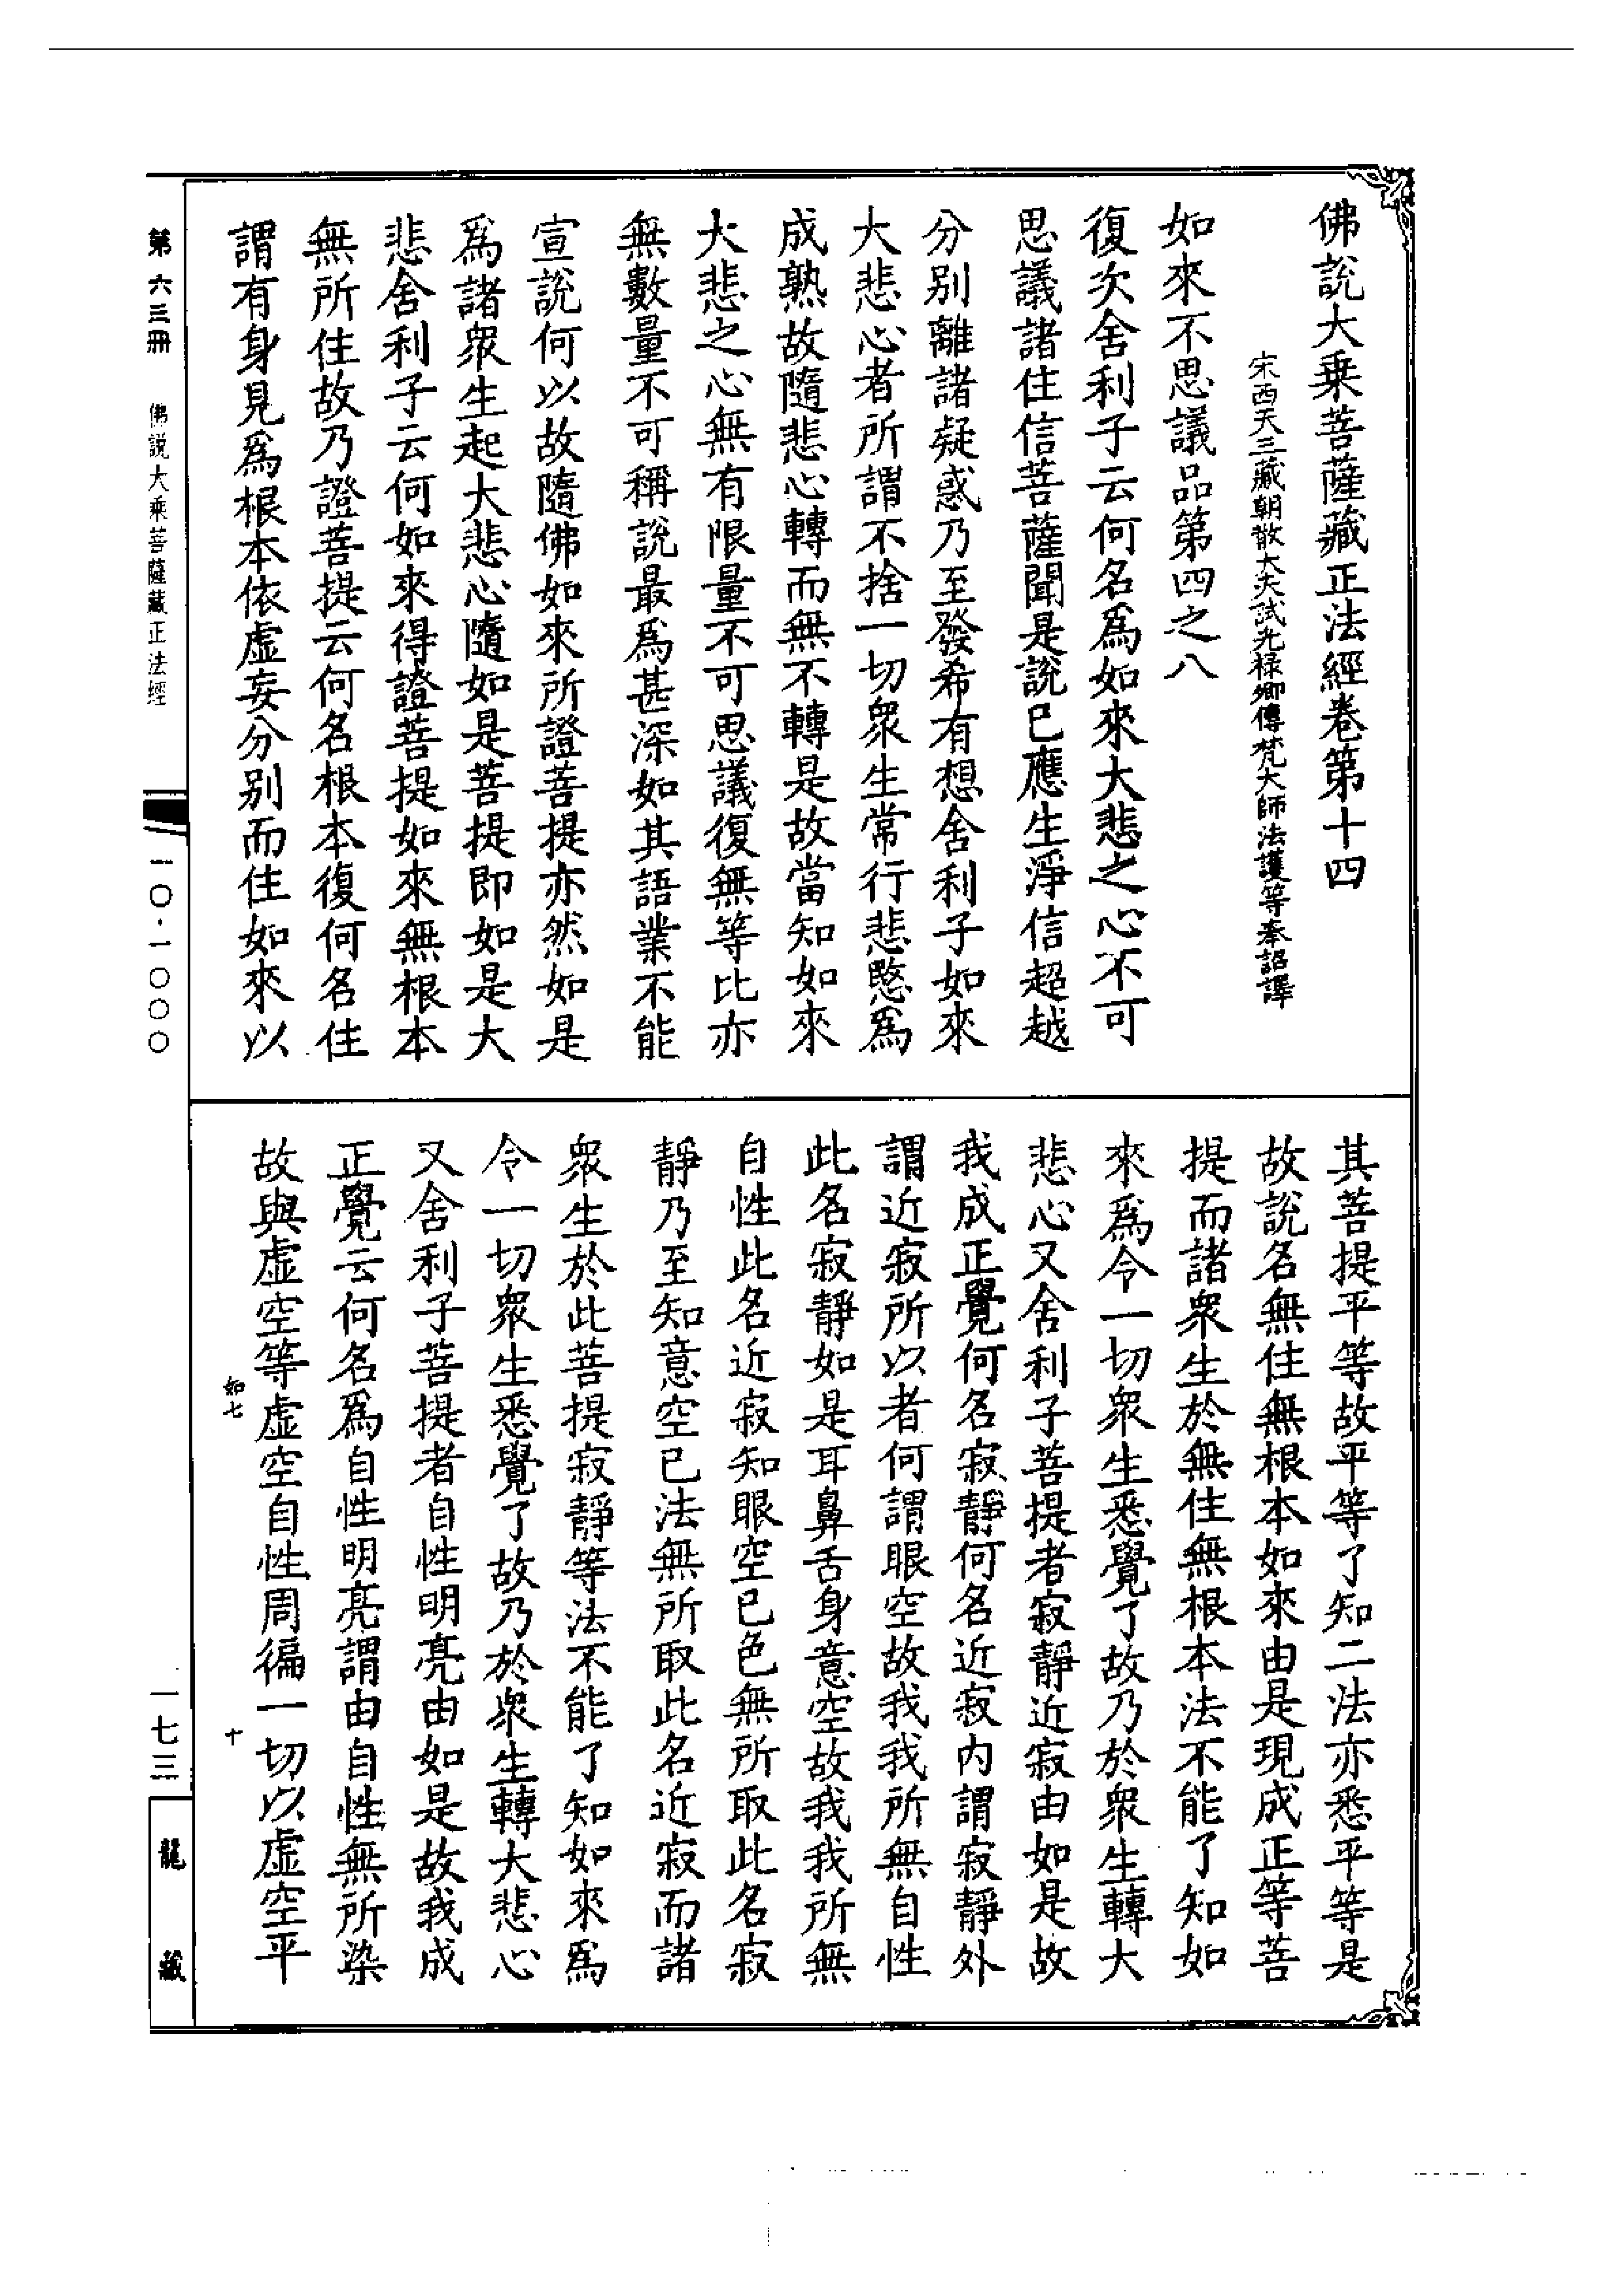 佛說大乘菩薩藏正法經卷第十四
宋西天三藏朝散大夫試光祿卿傳梵大師法護等奉詔譯
如來不思議品第四之八
復次舍利子云何名爲如來大悲之心不可
思議諸住信菩薩聞是說已應生淨信超越
分別離諸疑惑乃至發希有想舍利子如來
大悲心者所謂不捨一切眾生常行悲愍爲
成熟故隨悲心轉而無不轉是故當知如來
大悲之心無有限量不可思議復無等比亦
無數量不可稱說最爲甚深如其語業不能
宣說何以故隨佛如來所證菩提亦然如是
爲諸眾生起大悲心隨如是菩提即如是大
悲舍利子云何如來得證菩提如來無根本
無所住故乃證菩提云何名根本復何名住
謂有身見爲根本依虛妄分別而住如來以
其菩提平等故平等了知二法亦悉平等是
故說名無住無根本如來由是現成正等菩
提而諸眾生於無住無根本法不能了知如
來爲令一切眾生悉覺了故乃於眾生轉大
悲心又舍利子菩提者寂靜近寂由如是故
我成正覺何名寂靜何名近寂內謂寂靜外
謂近寂所以者何謂眼空故我我所無自性
此名寂靜如是耳鼻舌身意空故我我所無
自性此名近寂知眼空已色無所取此名寂
靜乃至知意空已法無所取此名近寂而諸
眾生於此菩提寂靜等法不能了知如來爲
令一切眾生悉覺了故乃於眾生轉大悲心
又舍利子菩提者自性明亮由如是故我成
正覺云何名爲自性明亮謂由自性無所染
故與虛空等虛空自性周徧一切以虛空平
如七
十
第六三冊
佛說大乘菩薩藏正法經
一〇·一〇〇〇
一七三
龍藏